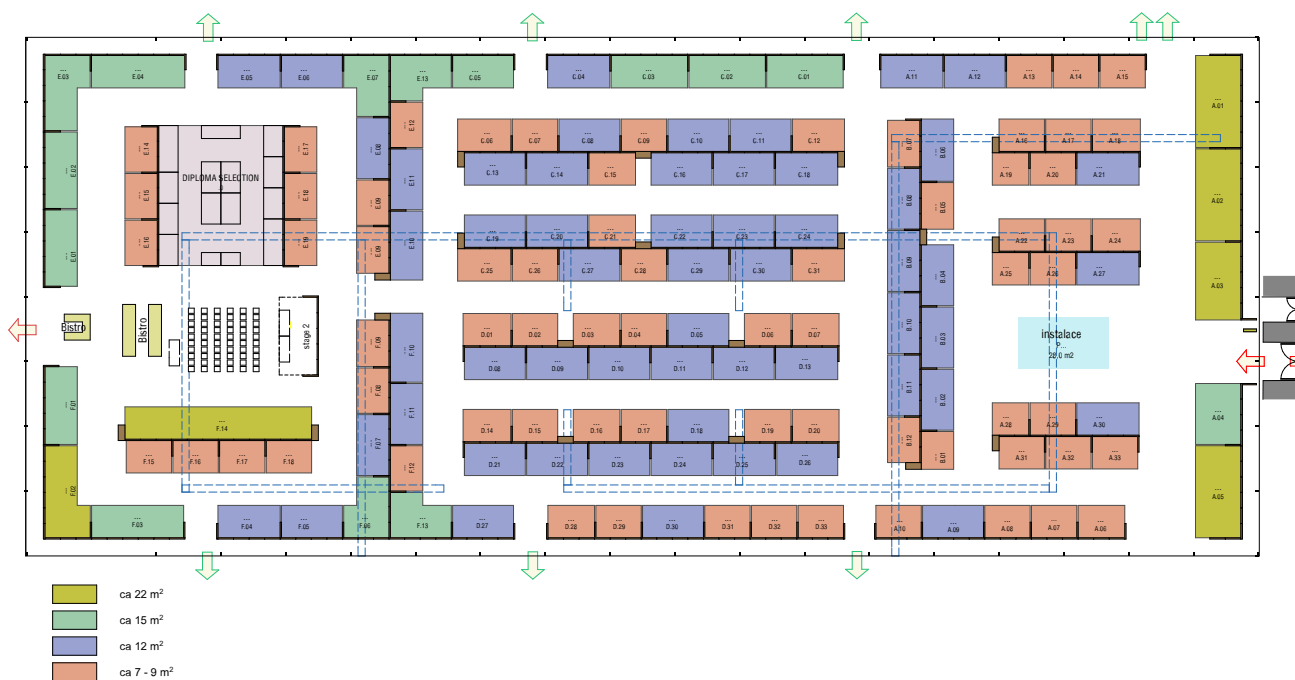 E.03
E.04
E.05
E.06
E.07
E.13
C.05
C.04
C.03
C.02
C.01
A.11
A.12
A.13
A.14
A.15
A.01
E.12
C.06
C.07
C.08
C.09
C.10
C.11
C.12
B.07
B.06
A.16
A.17
A.18
E.02
E.14
E.17
E.08
DIPLOMA SELECTION
E.15
E.18
E.11
C.13
C.14
C.15
C.16
C.17
C.18
B.08
B.05
A.19
A.20
A.21
E.01
E.16
E.19
E.09
E.09
E.10
C.19
C.20
C.21
C.22
C.23
C.24
A.22
A.23
A.24
A.02
C.25
C.26
C.27
C.28
C.29
C.30
C.31
B.09
B.04
A.25
A.26
A.27
A.03
Bistro
Bistro
stage 2
F.09
F.10
D.01
D.02
D.03
D.04
D.05
D.06
D.07
B.10
B.03
instalace
20.0 m2
D.08
D.09
D.10
D.11
D.12
D.13
F.08
F.01
F.11
B.11
B.02
A.04
F.14
F.07
D.14
D.15
D.16
D.17
D.18
D.19
D.20
B.12
B.01
A.28
A.29
A.30
F.15
F.16
F.17
F.18
F.12
D.21
D.22
D.23
D.24
D.25
D.26
A.31
A.32
A.33
F.02
A.05
F.03
F.04
F.05
F.06
F.13
D.27
D.28
D.29
D.30
D.31
D.32
D.33
A.10
A.09
A.08
A.07
A.06
ca 22 m²
ca 15 m²
ca 12 m²
ca 7 - 9 m²